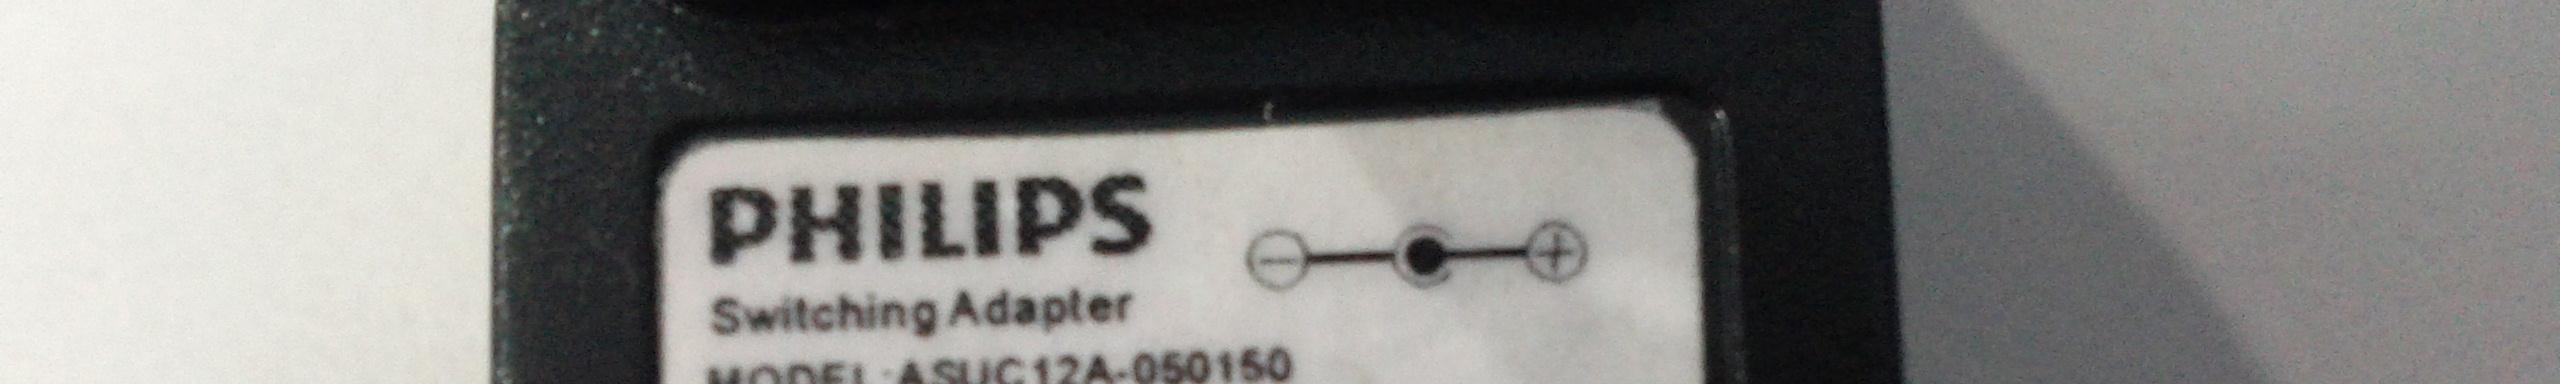 PHILIPS
Switching Adapter
MODEL:ASUC12A-050150